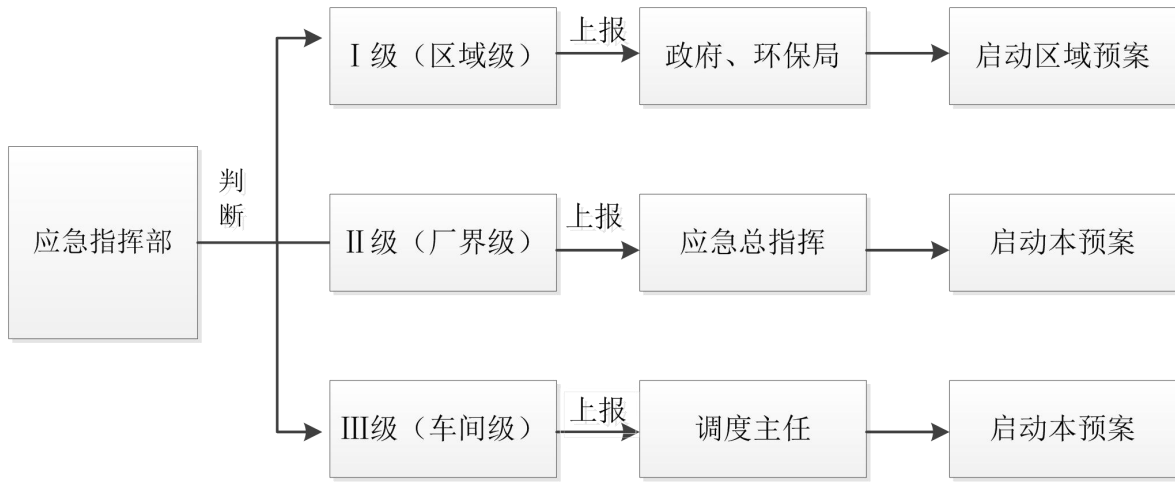 Ⅰ级（区域级）
上报
政府、环保局
启动区域预案
应急指挥部
判
断
Ⅱ级（厂界级）
上报
应急总指挥
启动本预案
Ⅲ级（车间级）
上报
调度主任
启动本预案